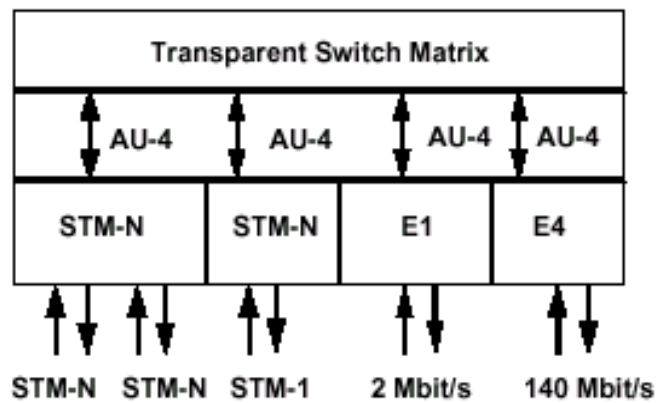 Transparent Switch Matrix
AU-4 AU-4 AU-4 AU-4
STM-N STM-N E1 E4
STM-N STM-N STM-1 2 Mbit/s 140 Mbit/s